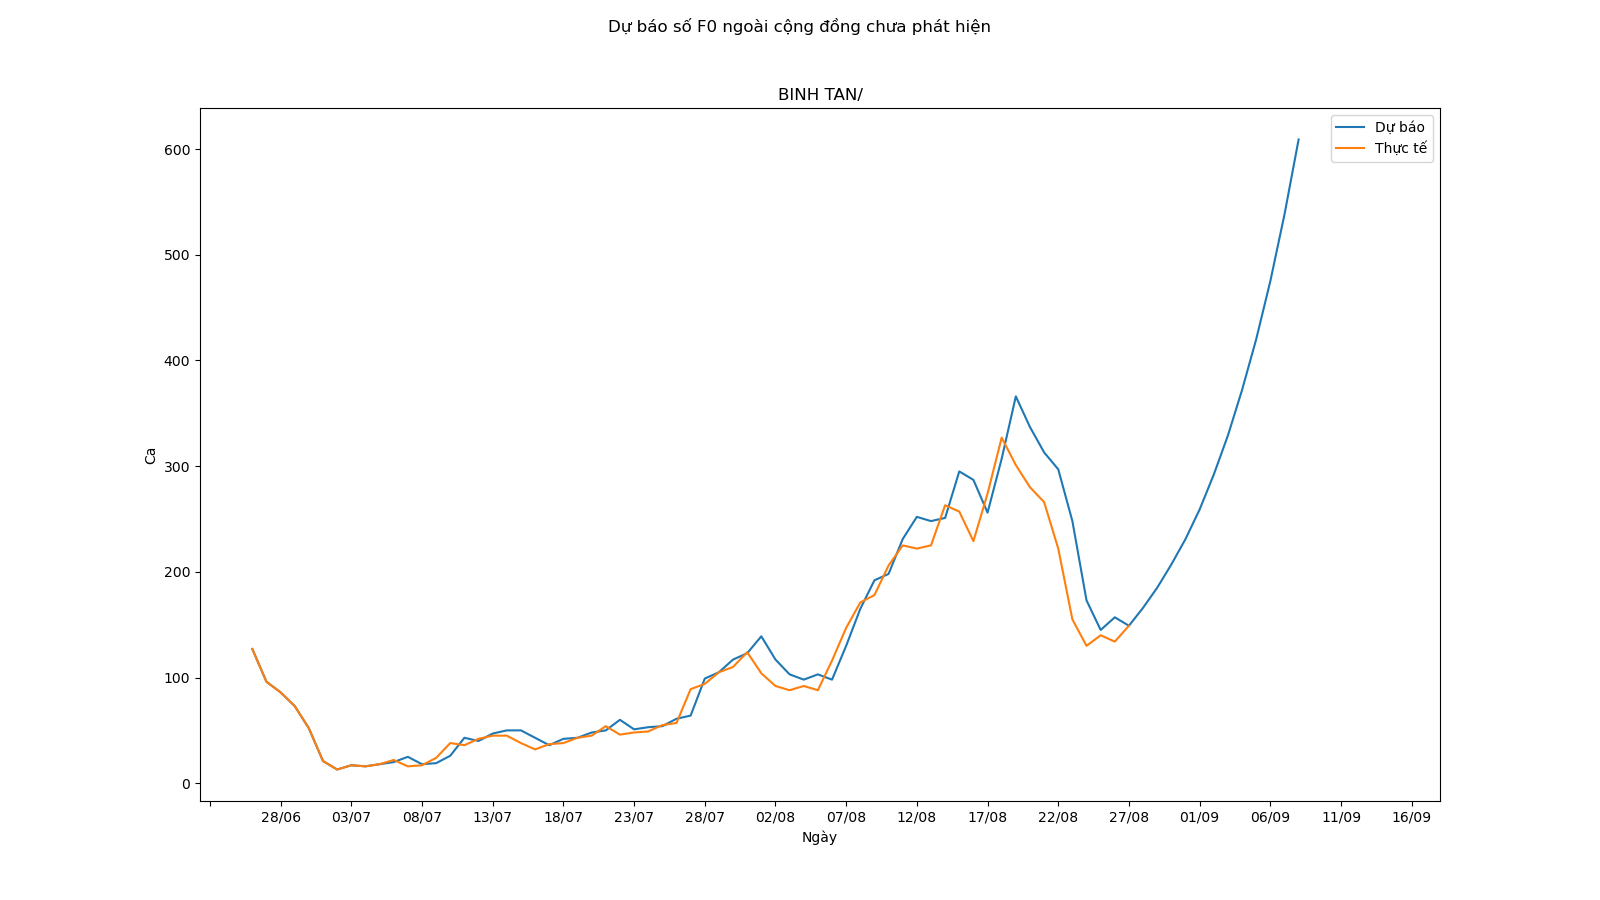 Dự báo số F0 ngoài cộng đồng chưa phát hiện
BINH TAN/
Dự báo
Thực tế
600
500
400
300
200
100
0
Ca
28/06 03/07 08/07 13/07 18/07 23/07 28/07 02/08 07/08 12/08 17/08 22/08 27/08 01/09 06/09 11/09 16/09
Ngày